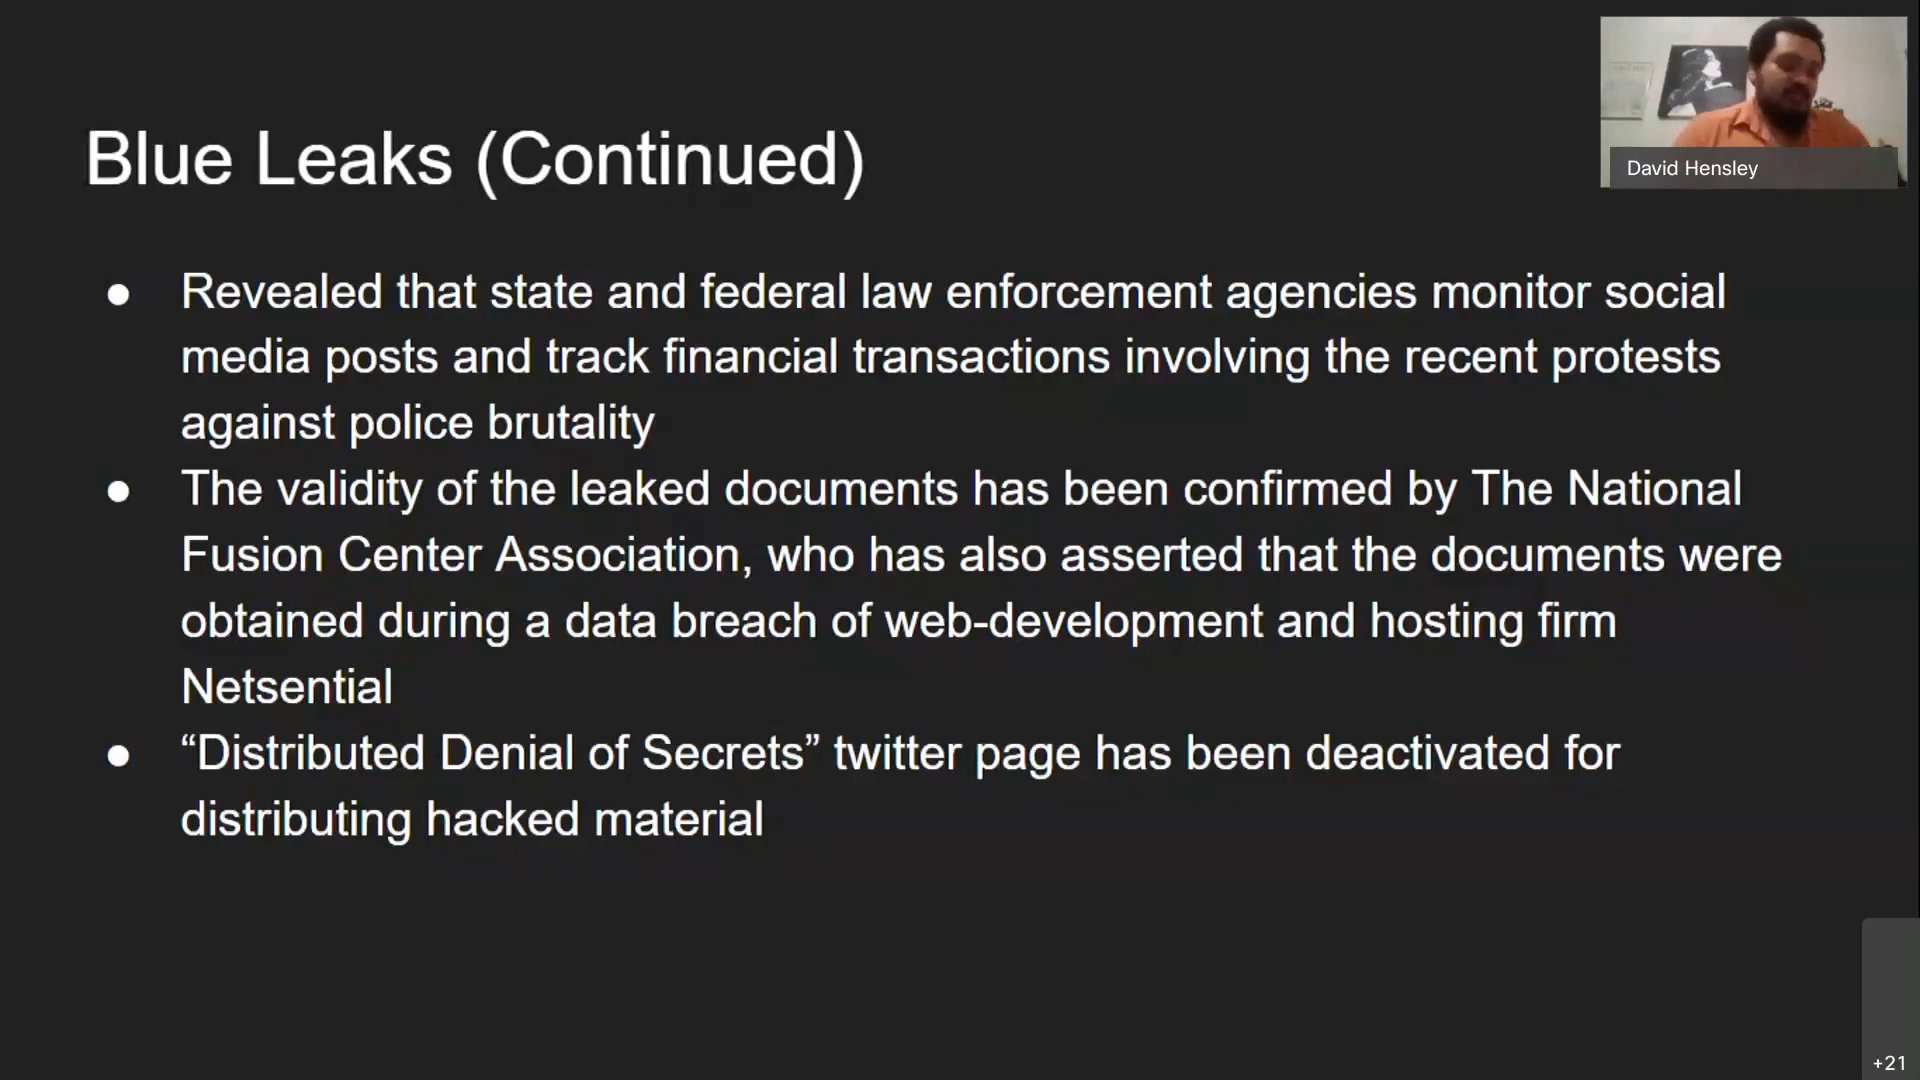 David Hensley
Blue Leaks (Continued)
● Revealed that state and federal law enforcement agencies monitor social
media posts and track financial transactions involving the recent protests
against police brutality
● The validity of the leaked documents has been confirmed by The National
Fusion Center Association, who has also asserted that the documents were
obtained during a data breach of web-development and hosting firm
Netsential
● “Distributed Denial of Secrets” twitter page has been deactivated for
distributing hacked material
+21